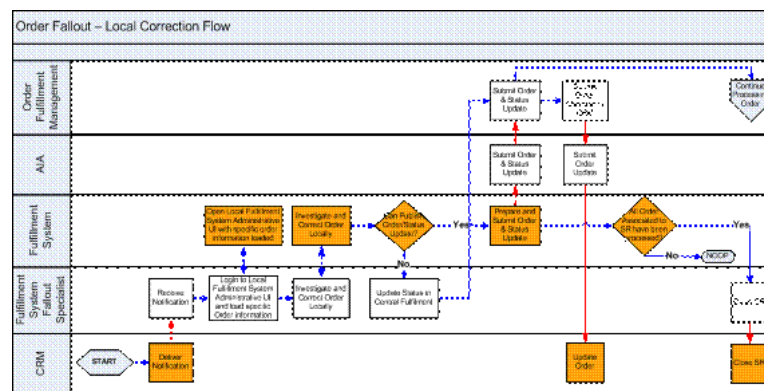 Order Fallout – Local Correction Flow
Order
Fulfillment
Management
Submit Order
& Status
Update
Continue
Processing
Order
AIA
Submit Order
& Status
Update
Submit
Order
Update
Fulfillment
System
Open Local Fulfillment
System Administrative
UI with specific order
information loaded
Investigate and
Correct Order
Locally
Can Publish
Order/Status
Update?
Yes
Prepare and
Submit Order
& Status
Update
All Order
Associated to
SR have been
processed?
Yes
No
No
NOOP
Fulfillment
System
Fallout
Specialist
Receive
Notification
Login to Local
Fulfillment System
Administrative UI
and load specific
Order information
Investigate and
Correct Order
Locally
Update Status in
Central Fulfillment
CRM
START
Deliver
Notification
Update
Order
Close SR